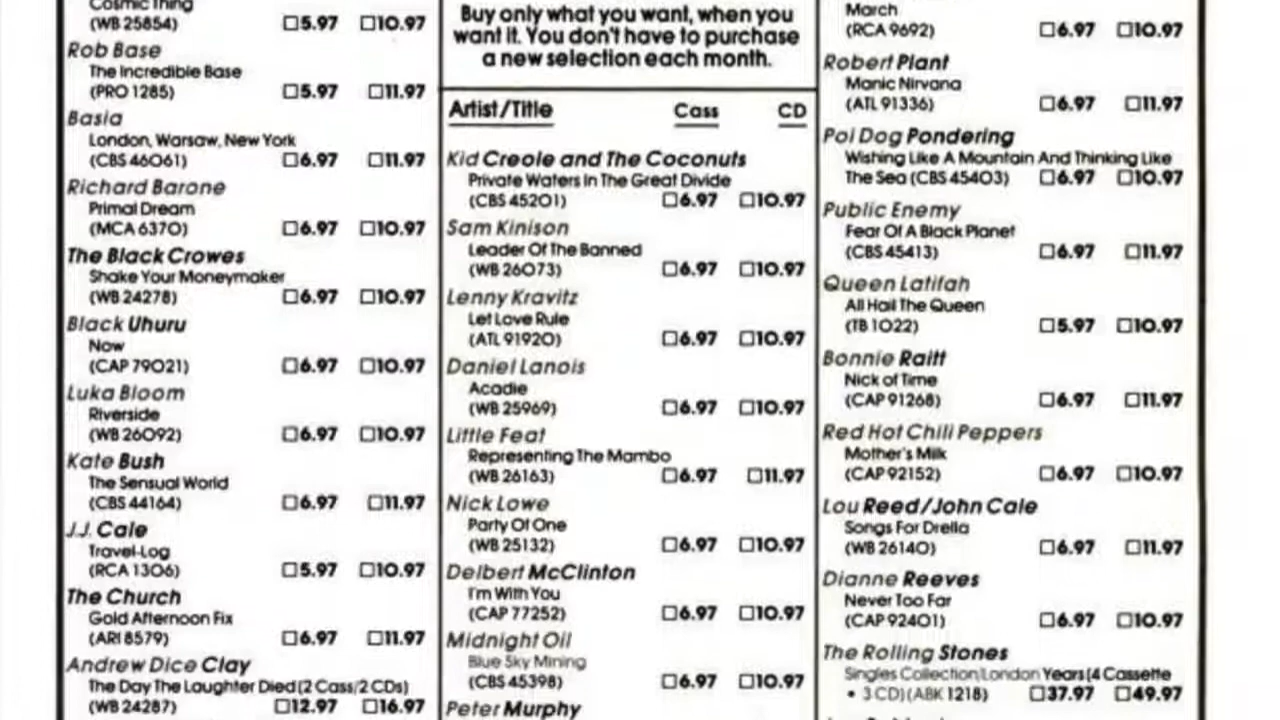 Cosmic Thing
(WB 25854) □5.97 □10.97
Rob Base
The Incredible Base
(PRO 1285) □5.97 □11.97
Basia
London, Warsaw, New York
(CBS 46061) □6.97 □11.97
Richard Barone
Primal Dream
(MCA 6370) □6.97 □10.97
The Black Crowes
Shake Your Moneymaker
(WB 24278) □6.97 □10.97
Black Uhuru
Now
(CAP 79021) □6.97 □10.97
Luka Bloom
Riverside
(WB 26092) □6.97 □10.97
Kate Bush
The Sensual World
(CBS 44164) □6.97 □11.97
J.J. Cale
Travel-Log
(RCA 1306) □5.97 □10.97
The Church
Gold Afternoon Fix
(ARI 8579) □6.97 □11.97
Andrew Dice Clay
The Day The Laughter Died (2 Cass/2 CDs)
(WB 24287) □12.97 □16.97
Buy only what you want, when you
want it. You don't have to purchase
a new selection each month.
Artist/Title Cass CD
Kid Creole and The Coconuts
Private Waters In The Great Divide
(CBS 45201) □6.97 □10.97
Sam Kinison
Leader Of The Banned
(WB 26073) □6.97 □10.97
Lenny Kravitz
Let Love Rule
(ATL 91920) □6.97 □10.97
Daniel Lanois
Acadie
(WB 25969) □6.97 □10.97
Little Feat
Representing The Mambo
(WB 26163) □6.97 □11.97
Nick Lowe
Party Of One
(WB 25132) □6.97 □10.97
Delbert McClinton
I'm With You
(CAP 77252) □6.97 □10.97
Midnight Oil
Blue Sky Mining
(CBS 45398) □6.97 □10.97
Peter Murphy
March
(RCA 9692) □6.97 □10.97
Robert Plant
Manic Nirvana
(ATL 91336) □6.97 □11.97
Poi Dog Pondering
Wishing Like A Mountain And Thinking Like
The Sea (CBS 45403) □6.97 □10.97
Public Enemy
Fear Of A Black Planet
(CBS 45413) □6.97 □11.97
Queen Latifah
All Hail The Queen
(TB 1022) □5.97 □10.97
Bonnie Raitt
Nick of Time
(CAP 91268) □6.97 □11.97
Red Hot Chili Peppers
Mother's Milk
(CAP 92152) □6.97 □10.97
Lou Reed/John Cale
Songs For Drella
(WB 26140) □6.97 □11.97
Dianne Reeves
Never Too Far
(CAP 92401) □6.97 □10.97
The Rolling Stones
Singles Collection/London Years (4 Cassette
• 3 CD) (ABK 1218) □37.97 □49.97